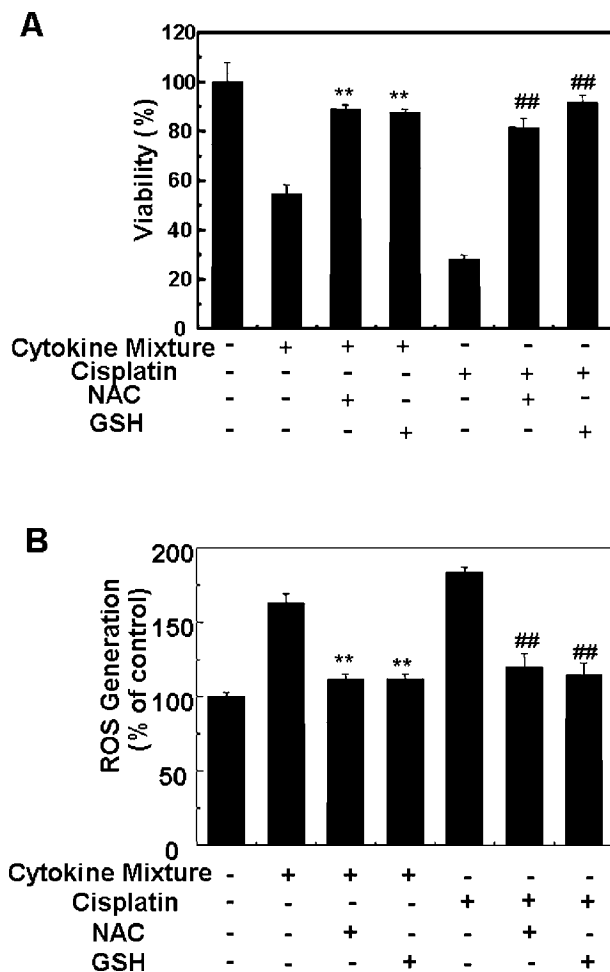 A
120
100
80
60
40
20
0
Viability (%)
** ** ## ##
Cytokine Mixture - + + + - - -
Cisplatin - - - - + + +
NAC - - + - - + -
GSH - - - + - - +
B
200
150
100
50
0
ROS Generation
(% of control)
** ** ## ##
Cytokine Mixture - + + + - - -
Cisplatin - - - - + + +
NAC - - + - - + -
GSH - - - + - - +